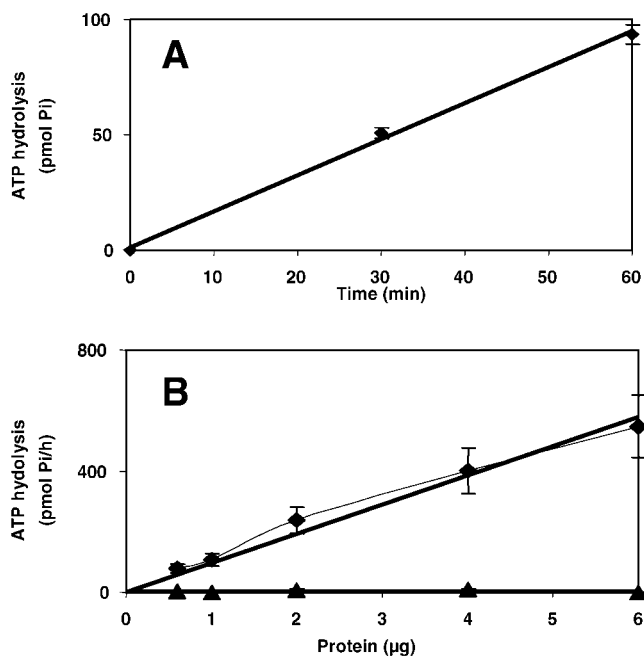 100
A
ATP hydrolysis
(pmol Pi)
50
0
0 10 20 30 40 50 60
Time (min)
800
B
ATP hydolysis
(pmol Pi/h)
400
0
0 1 2 3 4 5 6
Protein (µg)